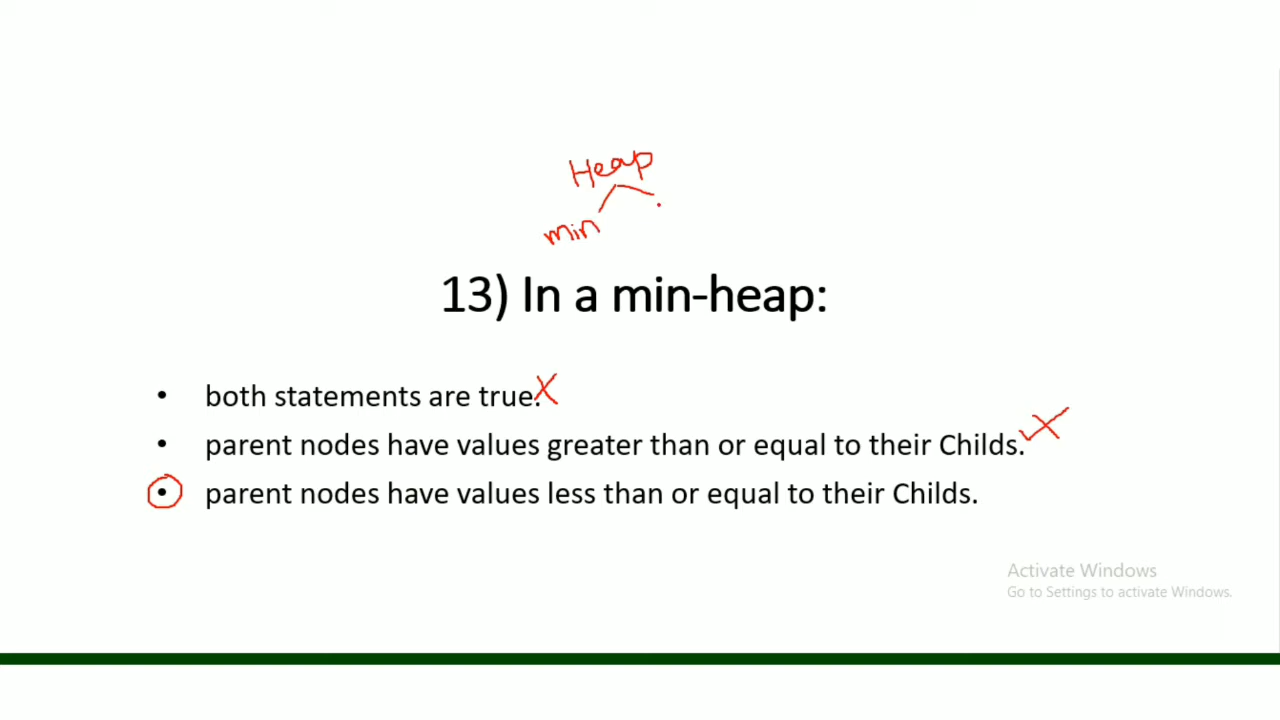 Heap
min
13) In a min-heap:
• both statements are true.
• parent nodes have values greater than or equal to their Childs.
• parent nodes have values less than or equal to their Childs.
Activate Windows
Go to Settings to activate Windows.